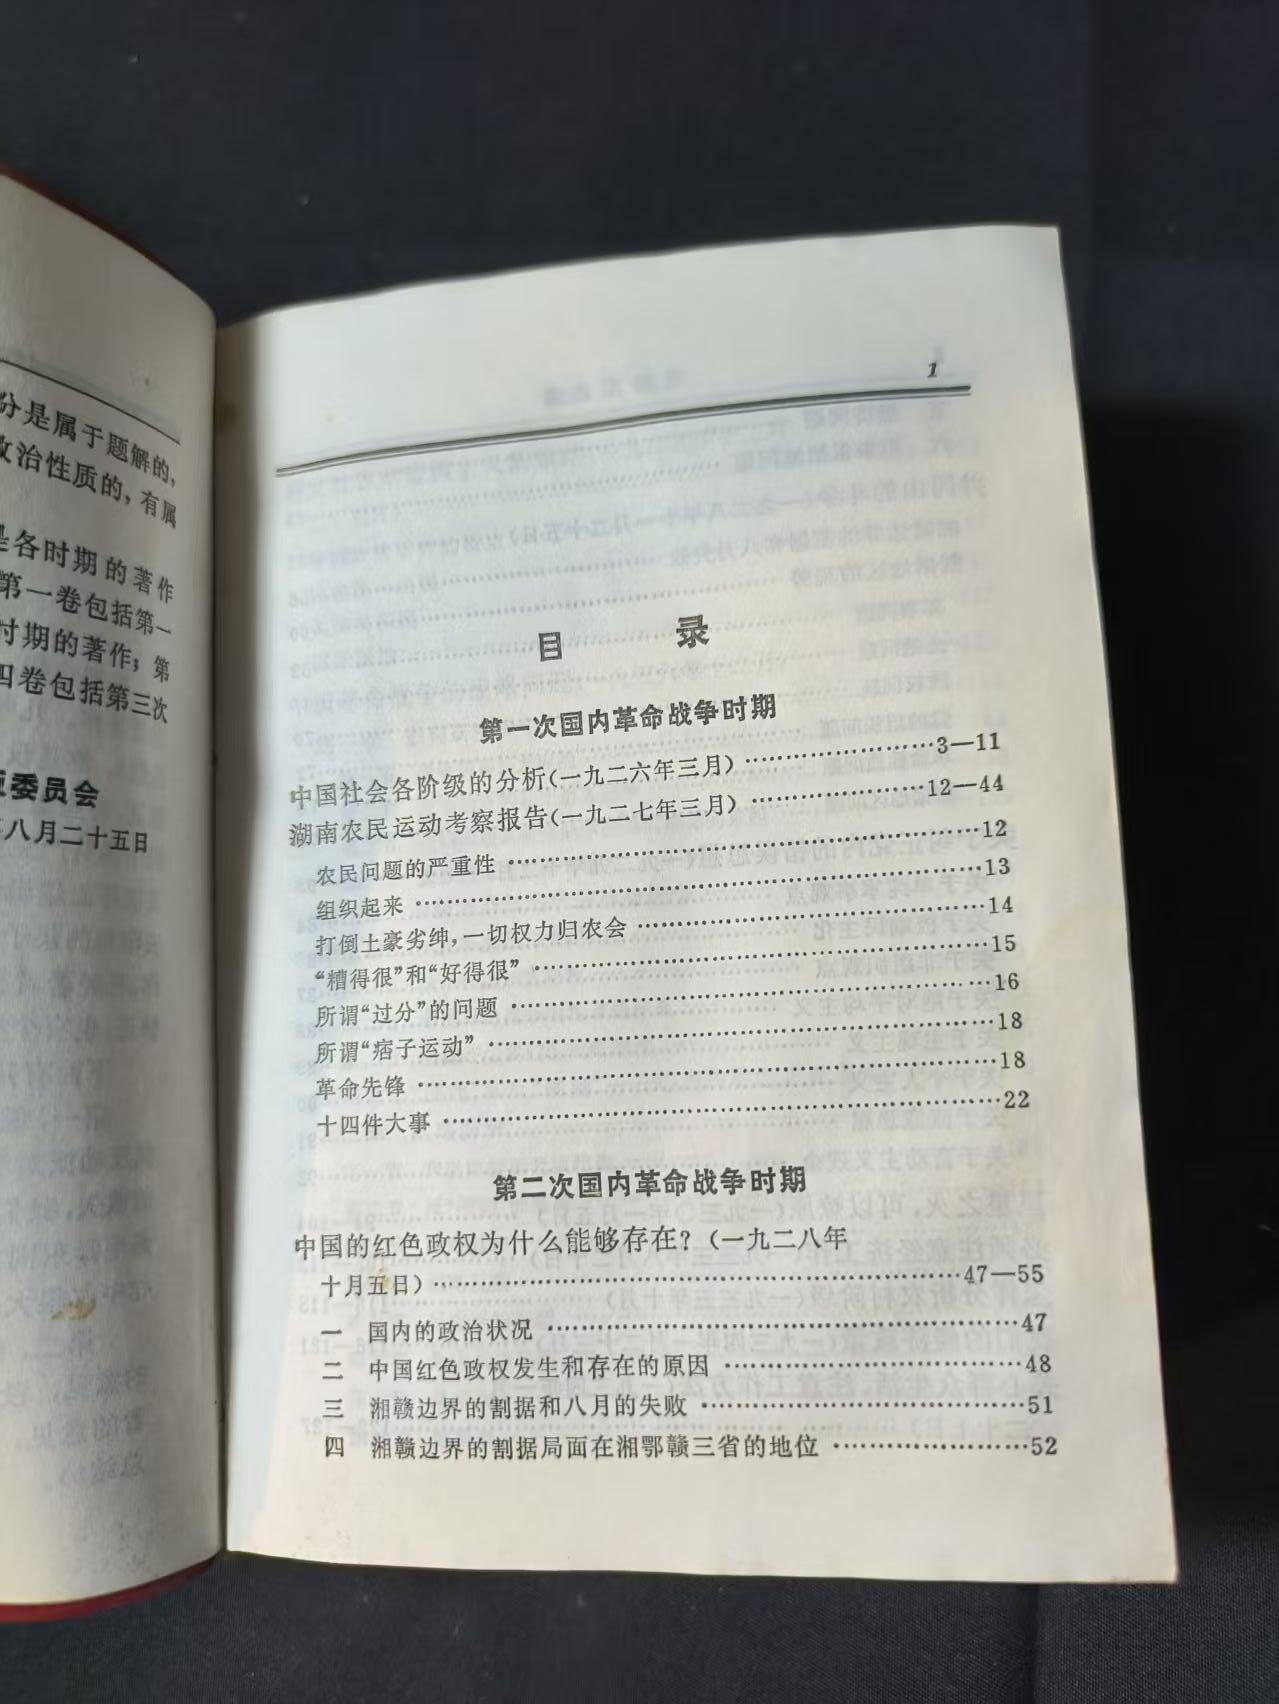 分是属于题解的,
政治性质的,有属
是各时期的著作
第一卷包括第一
时期的著作;第
四卷包括第三次
委员会
八月二十五日
1
目 录
第一次国内革命战争时期
中国社会各阶级的分析(一九二六年三月)……………………3—11
湖南农民运动考察报告(一九二七年三月)……………………12—44
农民问题的严重性……………………12
组织起来……………………13
打倒土豪劣绅,一切权力归农会……………………14
“糟得很”和“好得很”……………………15
所谓“过分”的问题……………………16
所谓“痞子运动”……………………18
革命先锋……………………18
十四件大事……………………22
第二次国内革命战争时期
中国的红色政权为什么能够存在?(一九二八年
十月五日)……………………47—55
一 国内的政治状况……………………47
二 中国红色政权发生和存在的原因……………………48
三 湘赣边界的割据和八月的失败……………………51
四 湘赣边界的割据局面在湘鄂赣三省的地位……………………52